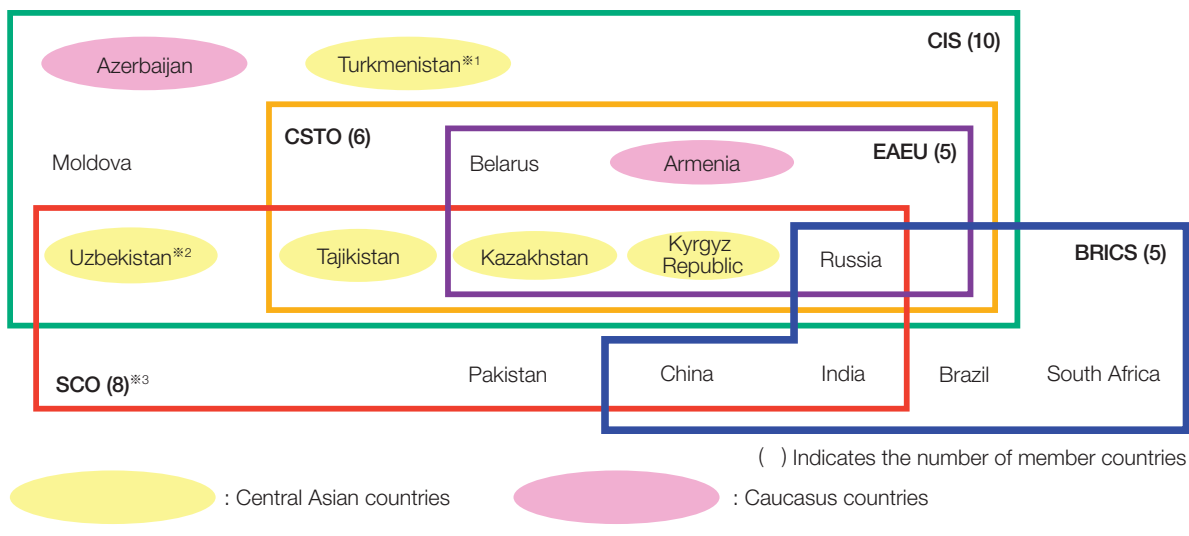 CIS (10)
Azerbaijan
Turkmenistan※1
CSTO (6)
EAEU (5)
Moldova
Belarus
Armenia
Uzbekistan※2
Tajikistan
Kazakhstan
Kyrgyz
Republic
Russia
BRICS (5)
SCO (8)※3
Pakistan
China
India
Brazil
South Africa
( ) Indicates the number of member countries
: Central Asian countries
: Caucasus countries